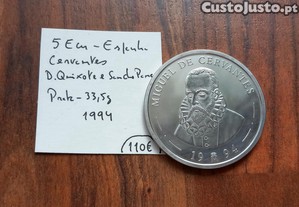 CustoJusto.pt
5 Ecu - Espanha
Cervantes
D. Quixote e Sancho Pança
Prata - 33,5g
1994
110€
MIGUEL DE CERVANTES
1994